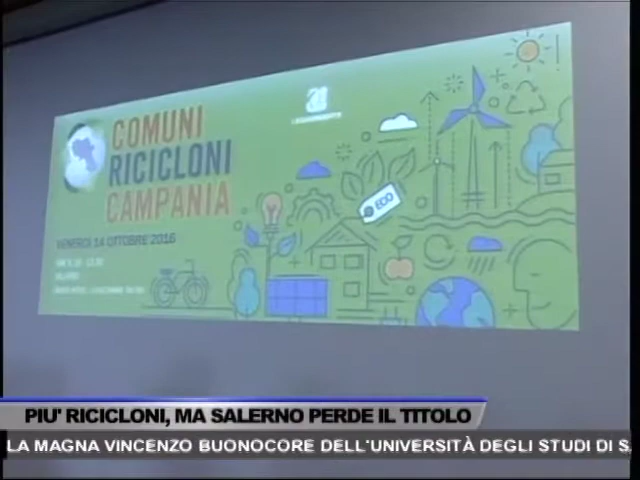 COMUNI
RICICLONI
CAMPANIA
VENERDI 14 OTTOBRE 2016
ECO
PIU' RICICLONI, MA SALERNO PERDE IL TITOLO
LA MAGNA VINCENZO BUONOCORE DELL'UNIVERSITÀ DEGLI STUDI DI S